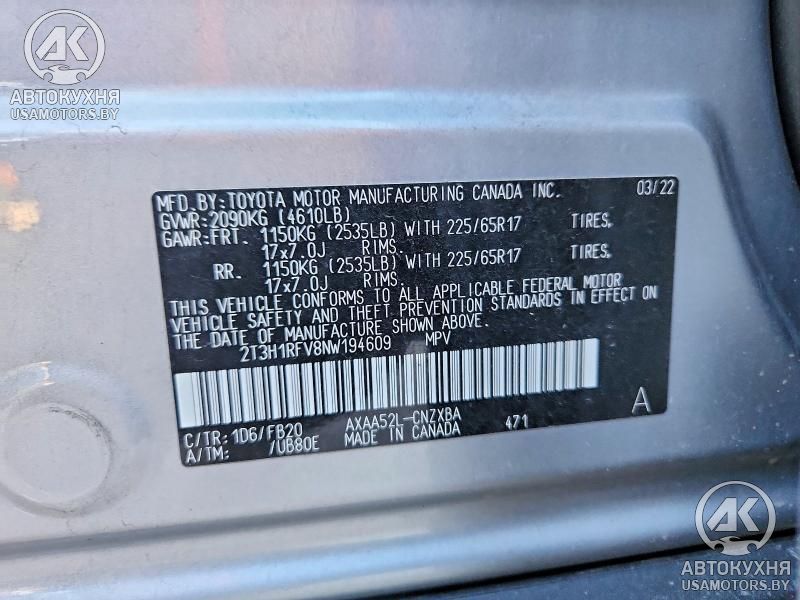 АК
АВТОКУХНЯ
USAMOTORS.BY
MFD.BY:TOYOTA MOTOR MANUFACTURING CANADA INC. 03/22
GVWR:2090KG (4610LB)
GAWR:FRT. 1150KG (2535LB) WITH 225/65R17 TIRES,
17x7.0J RIMS.
RR. 1150KG (2535LB) WITH 225/65R17 TIRES,
17x7.0J RIMS.
THIS VEHICLE CONFORMS TO ALL APPLICABLE FEDERAL MOTOR
VEHICLE SAFETY AND THEFT PREVENTION STANDARDS IN EFFECT ON
THE DATE OF MANUFACTURE SHOWN ABOVE.
2T3H1RFV8NW194609 MPV
C/TR: 1D6/FB20 AXAA52L-CNZXBA 471 A
A/TM: /UB80E MADE IN CANADA
АК
АВТОКУХНЯ
USAMOTORS.BY